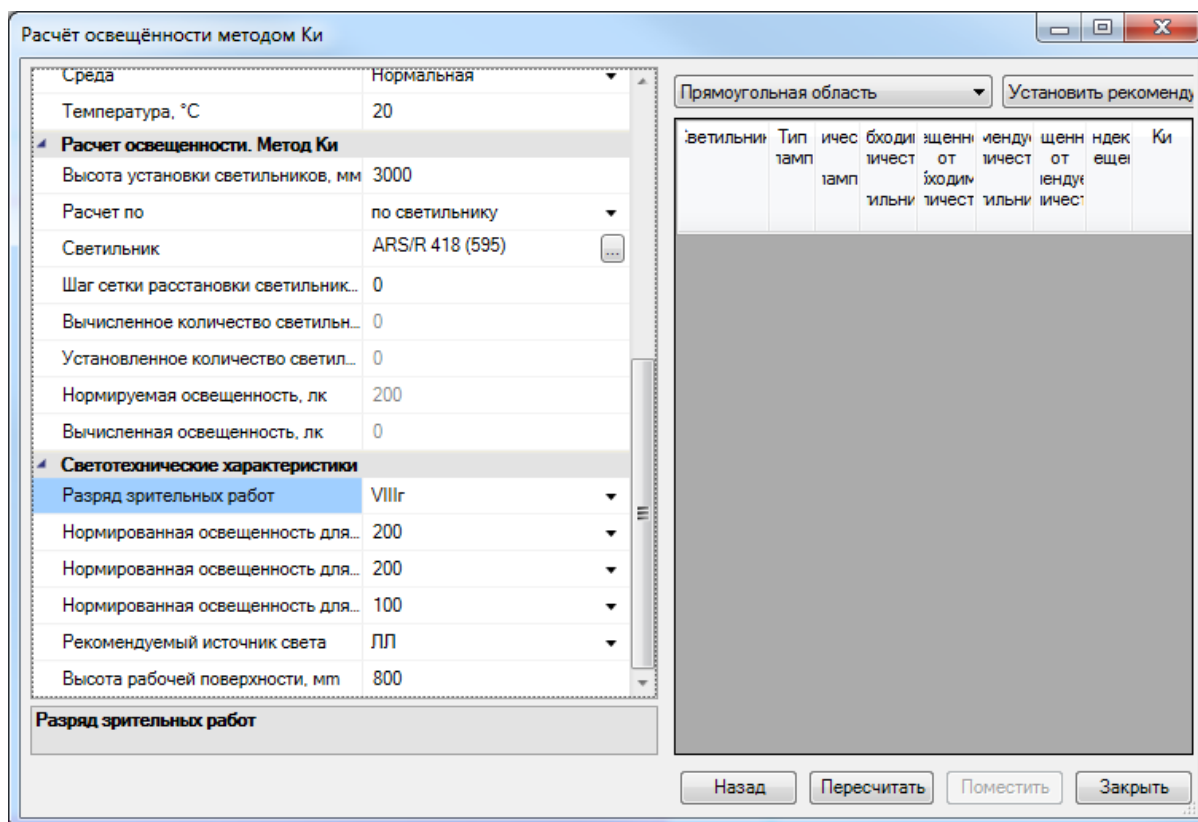 Расчёт освещённости методом Ки
Среда Нормальная
Температура, °C 20
Расчет освещенности. Метод Ки
Высота установки светильников, мм 3000
Расчет по по светильнику
Светильник ARS/R 418 (595) ...
Шаг сетки расстановки светильник... 0
Вычисленное количество светильн... 0
Установленное количество светил... 0
Нормируемая освещенность, лк 200
Вычисленная освещенность, лк 0
Светотехнические характеристики
Разряд зрительных работ VIIIг
Нормированная освещенность для... 200
Нормированная освещенность для... 200
Нормированная освещенность для... 100
Рекомендуемый источник света ЛЛ
Высота рабочей поверхности, mm 800
Разряд зрительных работ
Прямоугольная область Установить рекоменду
Тип от от Ки
Назад Пересчитать Поместить Закрыть